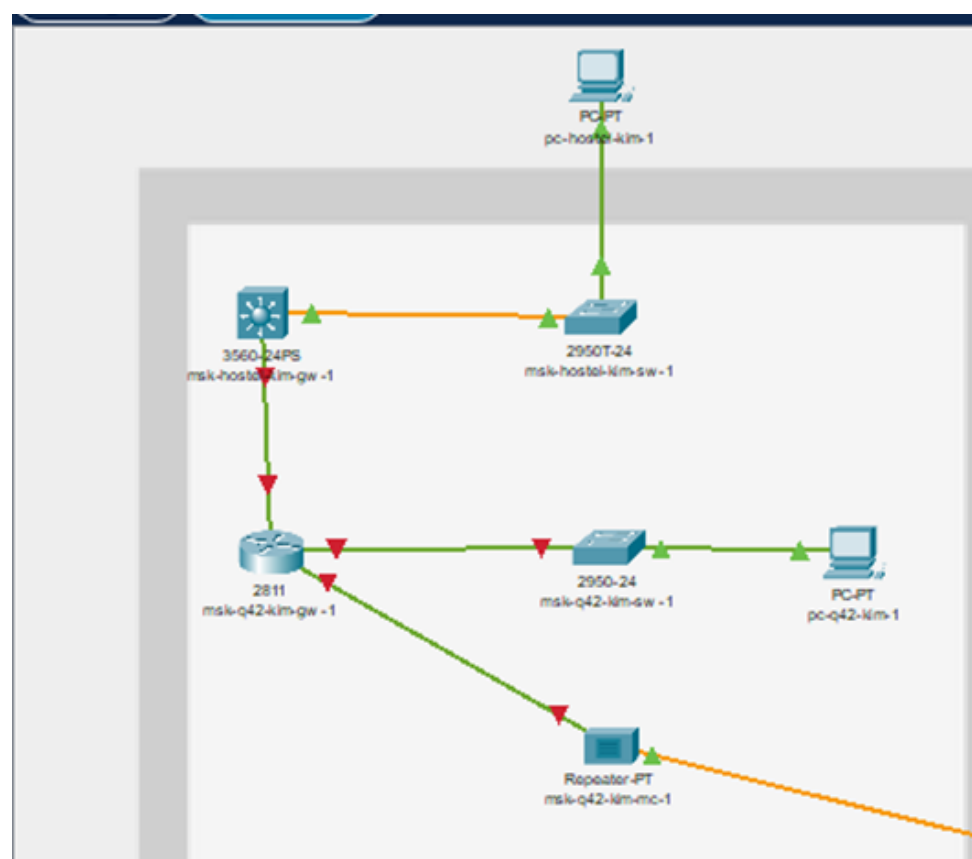 PC-PT
pc-hostel-kim-1
3560-24PS
msk-hostel-kim-gw-1
2950T-24
msk-hostel-kim-sw-1
2811
msk-q42-kim-gw-1
2950-24
msk-q42-kim-sw-1
PC-PT
pc-q42-kim-1
Repeater-PT
msk-q42-kim-mc-1